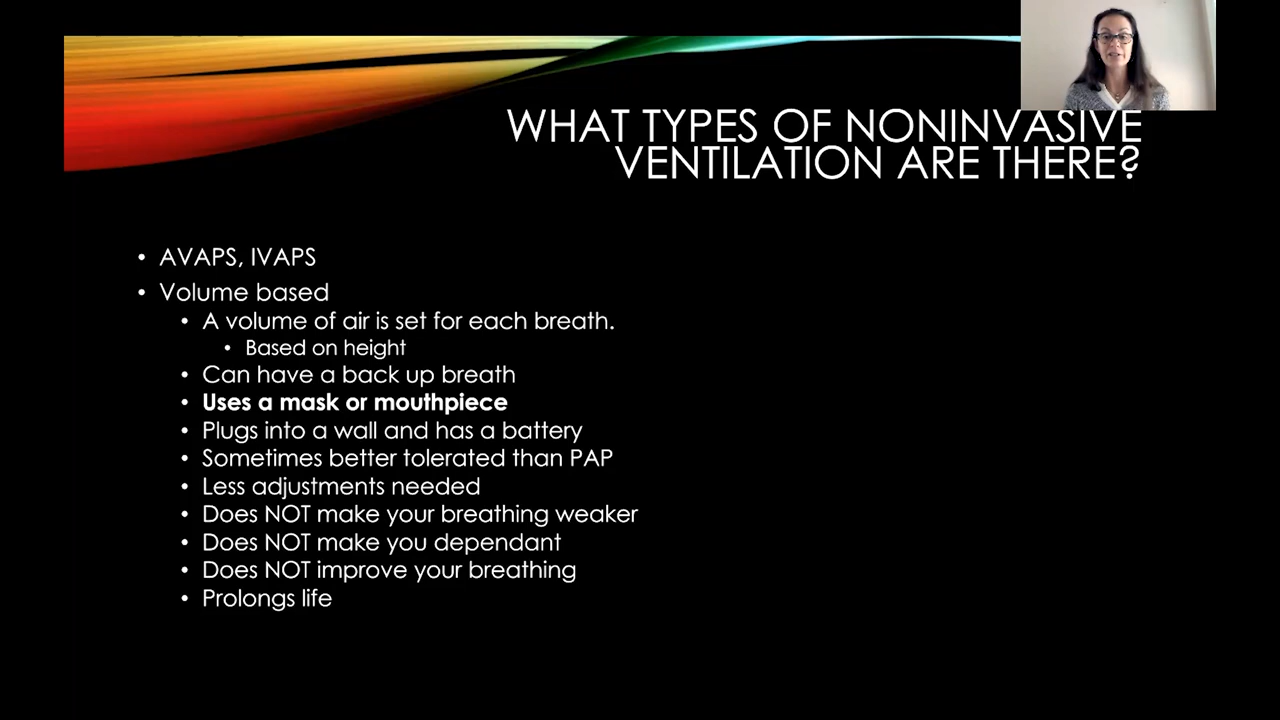 WHAT TYPES OF NONINVASIVE
VENTILATION ARE THERE?
• AVAPS, IVAPS
• Volume based
• A volume of air is set for each breath.
• Based on height
• Can have a back up breath
• Uses a mask or mouthpiece
• Plugs into a wall and has a battery
• Sometimes better tolerated than PAP
• Less adjustments needed
• Does NOT make your breathing weaker
• Does NOT make you dependant
• Does NOT improve your breathing
• Prolongs life